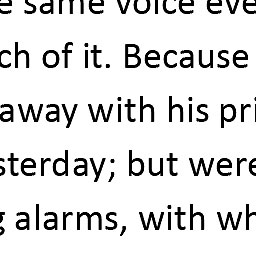 e same voice eve
ch of it. Because
away with his pri
sterday; but were
g alarms, with wh